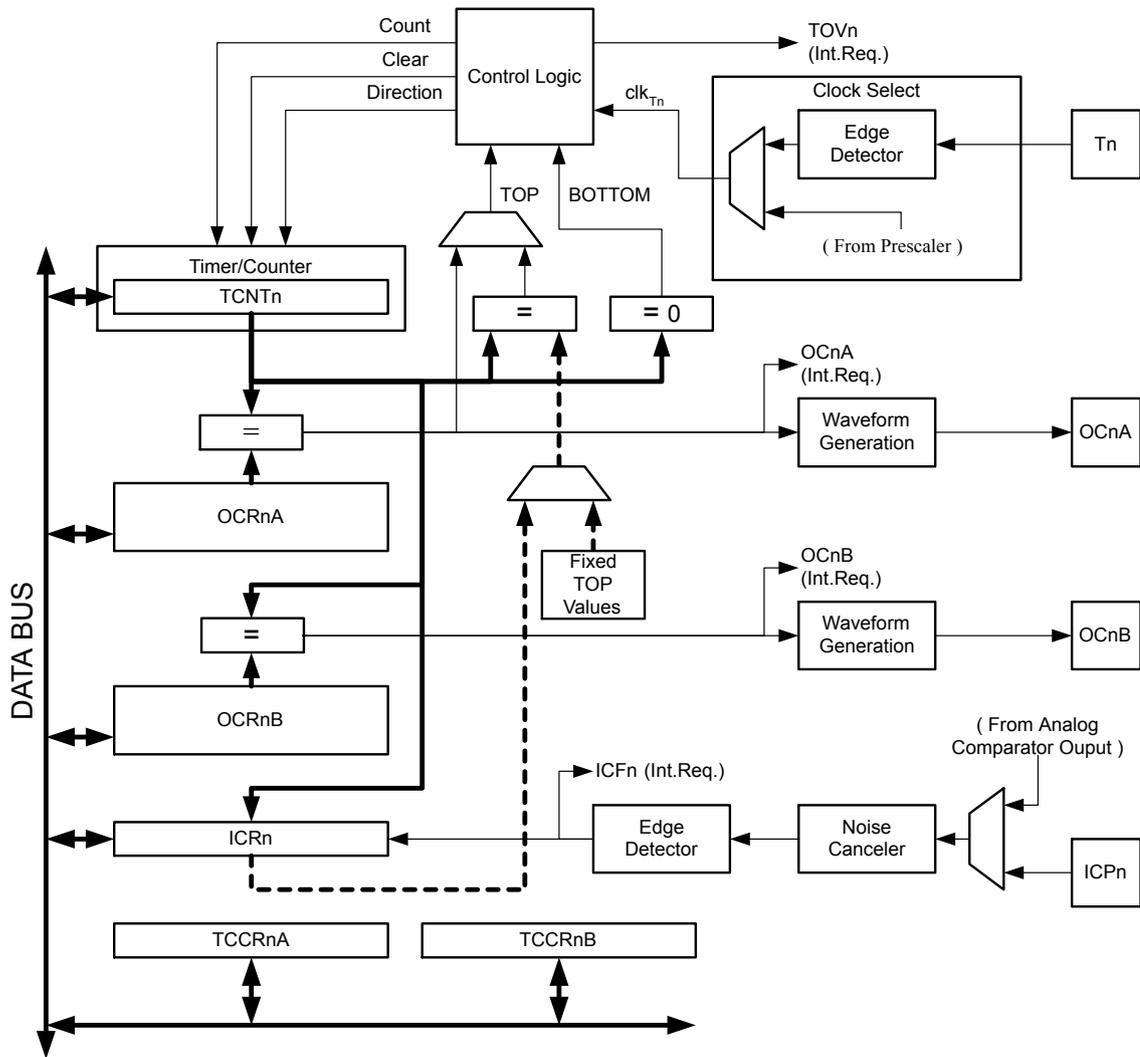 Count
Clear
Direction
Control Logic
TOVn
(Int.Req.)
clkTn
Clock Select
Edge
Detector
Tn
TOP
BOTTOM
( From Prescaler )
Timer/Counter
TCNTn
=
= 0
OCnA
(Int.Req.)
=
Waveform
Generation
OCnA
OCRnA
Fixed
TOP
Values
OCnB
(Int.Req.)
=
Waveform
Generation
OCnB
OCRnB
DATA BUS
( From Analog
Comparator Ouput )
ICFn (Int.Req.)
ICRn
Edge
Detector
Noise
Canceler
ICPn
TCCRnA
TCCRnB